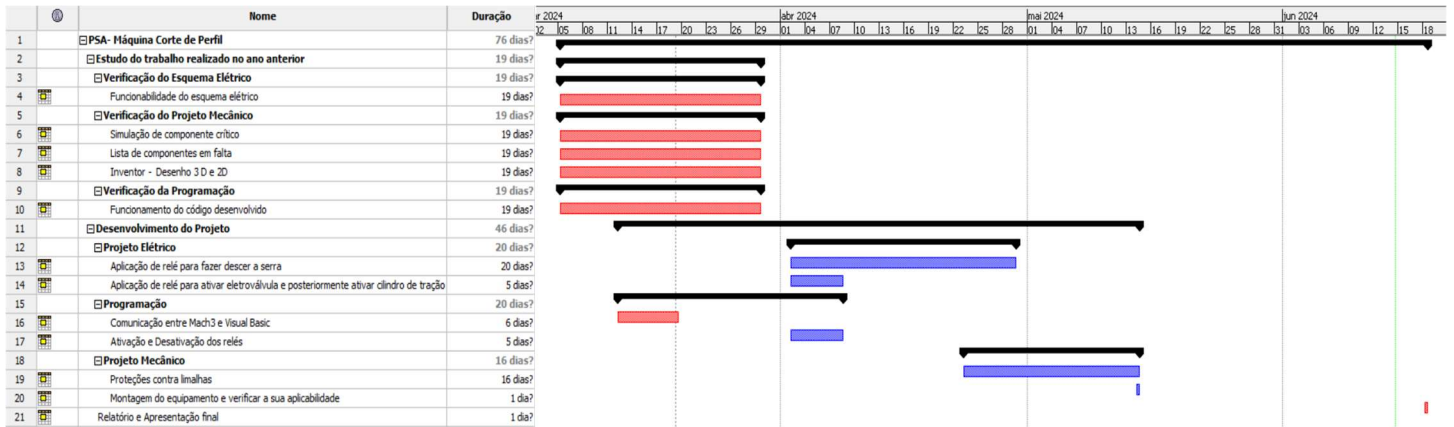 Nome Duração
ar 2024 abr 2024 mai 2024 jun 2024
02 05 08 11 14 17 20 23 26 29 01 04 07 10 13 16 19 22 25 28 01 04 07 10 13 16 19 22 25 28 31 03 06 09 12 15 18
1 PSA- Máquina Corte de Perfil 76 dias?
2 Estudo do trabalho realizado no ano anterior 19 dias?
3 Verificação do Esquema Elétrico 19 dias?
4 Funcionabilidade do esquema elétrico 19 dias?
5 Verificação do Projeto Mecânico 19 dias?
6 Simulação de componente crítico 19 dias?
7 Lista de componentes em falta 19 dias?
8 Inventor - Desenho 3 D e 2D 19 dias?
9 Verificação da Programação 19 dias?
10 Funcionamento do código desenvolvido 19 dias?
11 Desenvolvimento do Projeto 46 dias?
12 Projeto Elétrico 20 dias?
13 Aplicação de relé para fazer descer a serra 20 dias?
14 Aplicação de relé para ativar eletroválvula e posteriormente ativar cilindro de tração 5 dias?
15 Programação 20 dias?
16 Comunicação entre Mach3 e Visual Basic 6 dias?
17 Ativação e Desativação dos relés 5 dias?
18 Projeto Mecânico 16 dias?
19 Proteções contra limalhas 16 dias?
20 Montagem do equipamento e verificar a sua aplicabilidade 1 dia?
21 Relatório e Apresentação final 1 dia?